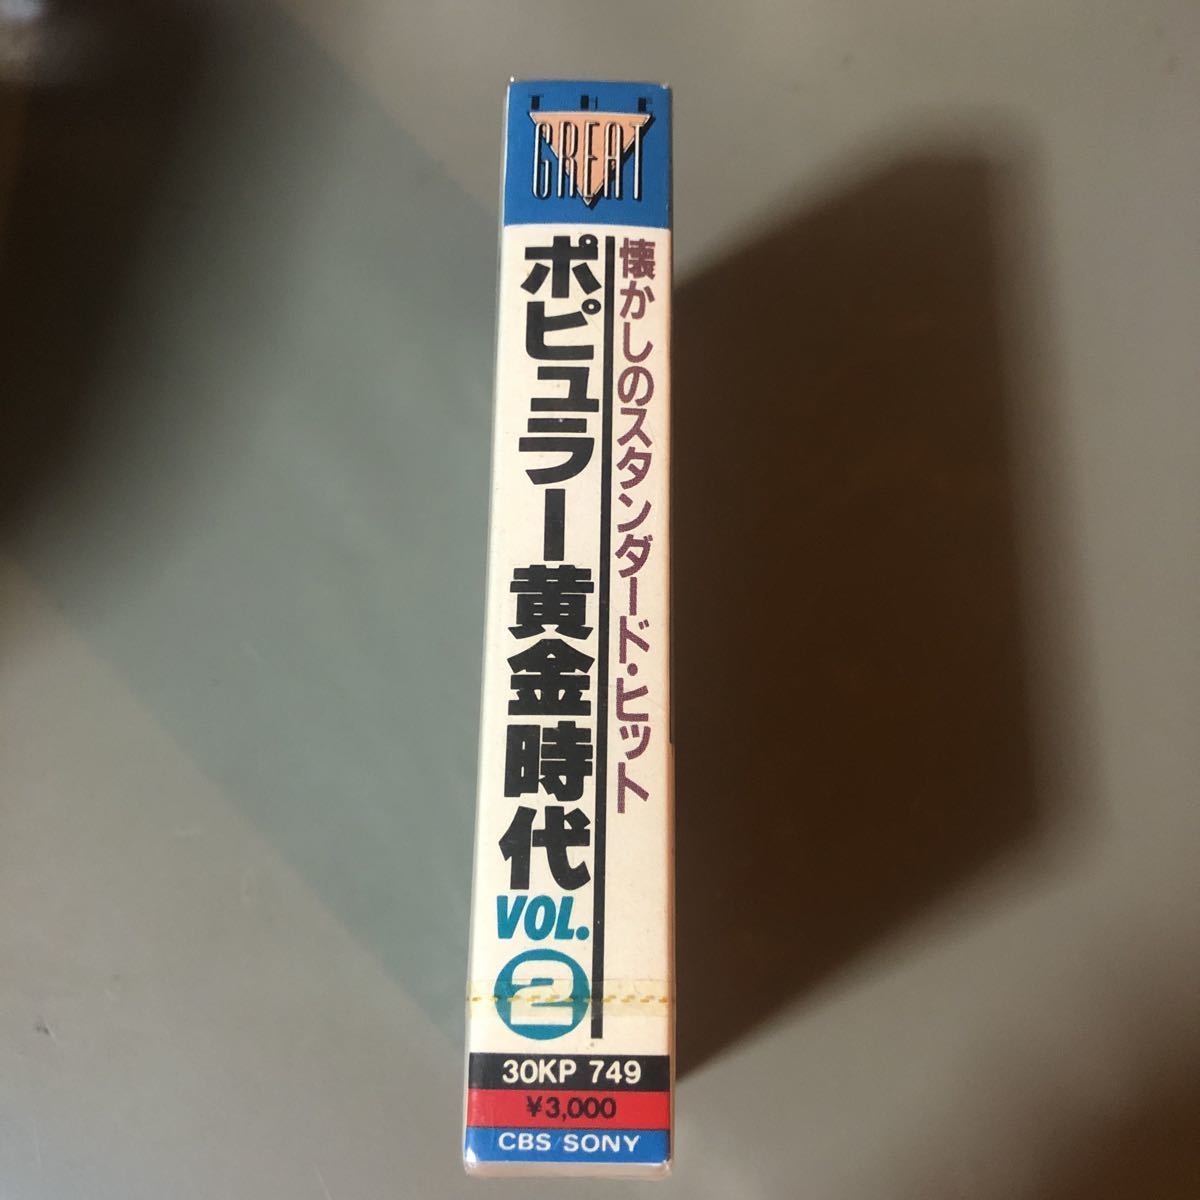 THE
GREAT
懐かしのスタンダード・ヒット
ポピュラー黄金時代
VOL.
2
30KP 749
¥3,000
CBS/SONY